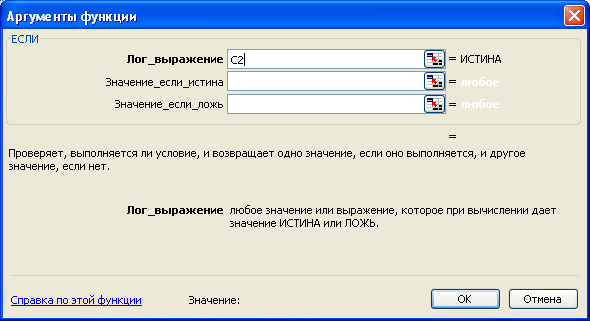 Аргументы функции
ЕСЛИ
Лог_выражение C2 = ИСТИНА
Значение_если_истина = любое
Значение_если_ложь = любое
=
Проверяет, выполняется ли условие, и возвращает одно значение, если оно выполняется, и другое
значение, если нет.
Лог_выражение любое значение или выражение, которое при вычислении дает
значение ИСТИНА или ЛОЖЬ.
Справка по этой функции Значение: OK Отмена